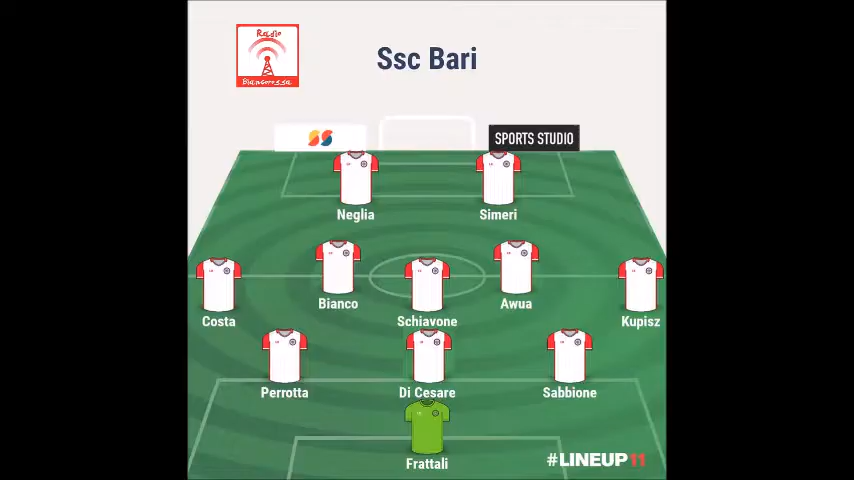 Radio
Biancorossa
Ssc Bari
SPORTS STUDIO
Neglia
Simeri
Bianco
Awua
Costa
Schiavone
Kupisz
Perrotta
Di Cesare
Sabbione
Frattali
#LINEUP11